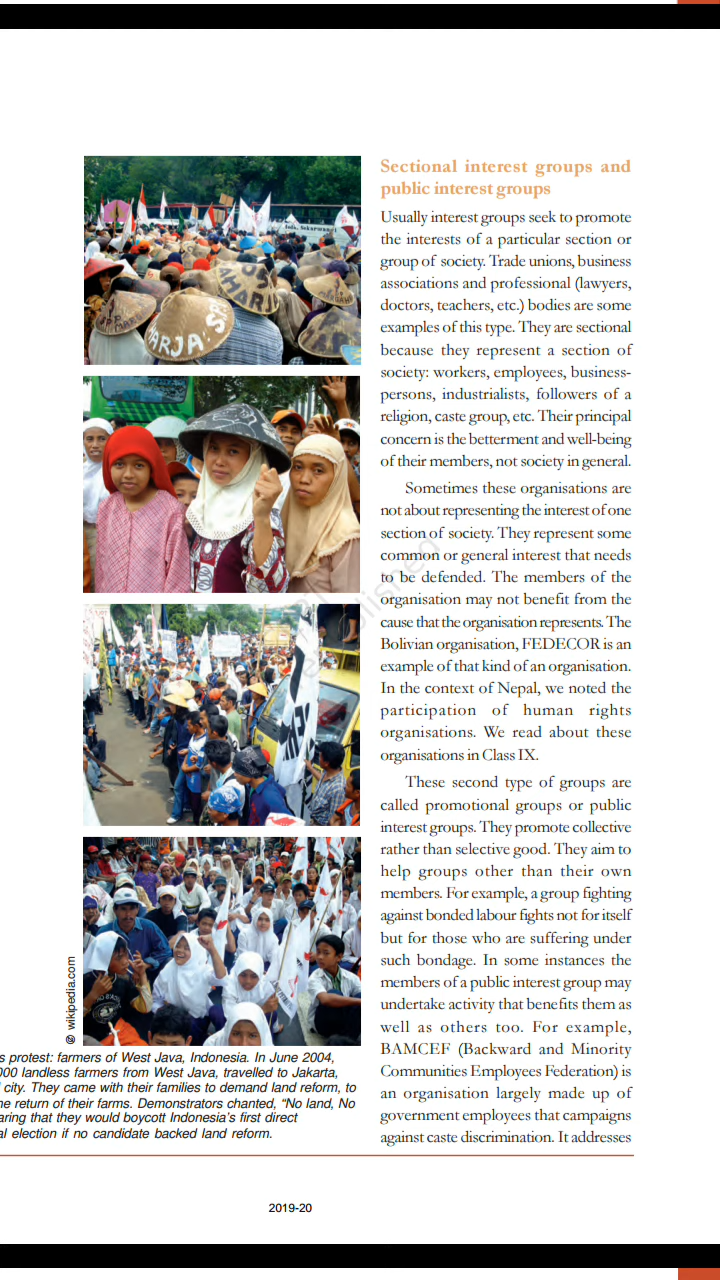 Sectional interest groups and
public interest groups
Usually interest groups seek to promote
the interests of a particular section or
group of society. Trade unions, business
associations and professional (lawyers,
doctors, teachers, etc.) bodies are some
examples of this type. They are sectional
because they represent a section of
society: workers, employees, business-
persons, industrialists, followers of a
religion, caste group, etc. Their principal
concern is the betterment and well-being
of their members, not society in general.
Sometimes these organisations are
not about representing the interest of one
section of society. They represent some
common or general interest that needs
to be defended. The members of the
organisation may not benefit from the
cause that the organisation represents. The
Bolivian organisation, FEDECOR is an
example of that kind of an organisation.
In the context of Nepal, we noted the
participation of human rights
organisations. We read about these
organisations in Class IX.
These second type of groups are
called promotional groups or public
interest groups. They promote collective
rather than selective good. They aim to
help groups other than their own
members. For example, a group fighting
against bonded labour fights not for itself
but for those who are suffering under
such bondage. In some instances the
members of a public interest group may
undertake activity that benefits them as
well as others too. For example,
BAMCEF (Backward and Minority
Communities Employees Federation) is
an organisation largely made up of
government employees that campaigns
against caste discrimination. It addresses
© wikipedia.com
s protest: farmers of West Java, Indonesia. In June 2004,
000 landless farmers from West Java, travelled to Jakarta,
l city. They came with their families to demand land reform, to
he return of their farms. Demonstrators chanted, “No land, No
aring that they would boycott Indonesia's first direct
al election if no candidate backed land reform.
2019-20